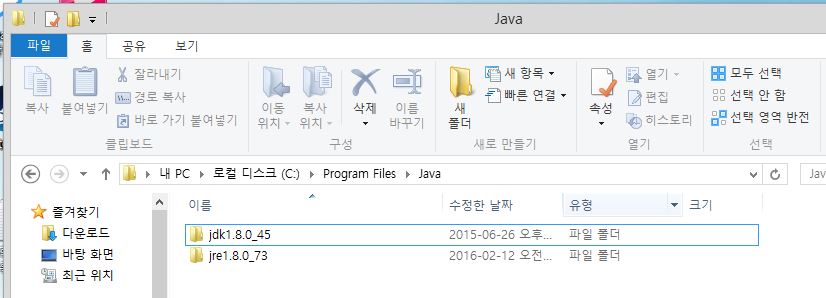 Java
파일 홈 공유 보기
복사
붙여넣기
잘라내기
경로 복사
바로 가기 붙여넣기
클립보드
이동 위치
복사 위치
삭제
이름 바꾸기
구성
새 폴더
새 항목
빠른 연결
새로 만들기
속성
열기
편집
히스토리
열기
모두 선택
선택 안 함
선택 영역 반전
선택
내 PC 로컬 디스크 (C:) Program Files Java
Jav
즐겨찾기
다운로드
바탕 화면
최근 위치
이름 수정한 날짜 유형 크기
jdk1.8.0_45 2015-06-26 오후... 파일 폴더
jre1.8.0_73 2016-02-12 오전... 파일 폴더